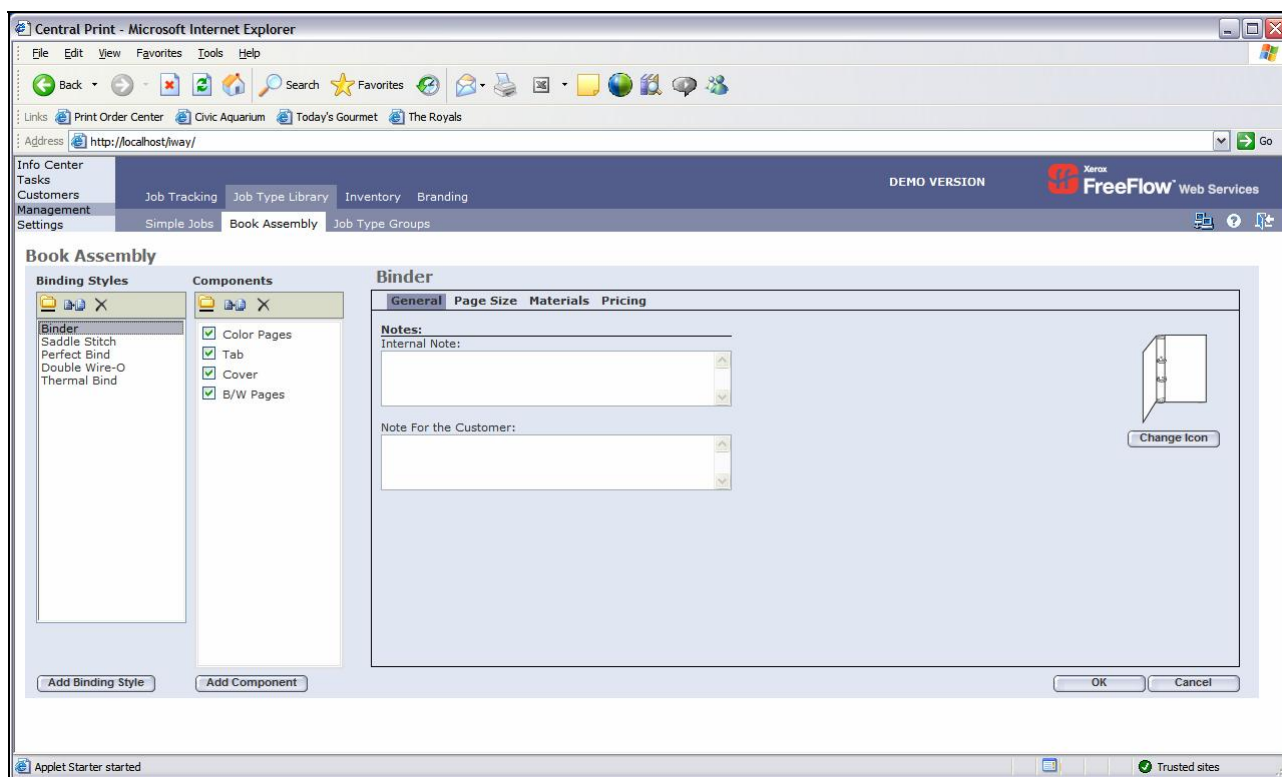 Central Print - Microsoft Internet Explorer
File Edit View Favorites Tools Help
Back Search Favorites
Links Print Order Center Civic Aquarium Today's Gourmet The Royals
Address http://localhost/iway/ Go
Info Center
Tasks
Customers
Management
Settings
Job Tracking Job Type Library Inventory Branding
DEMO VERSION
Xerox
FreeFlow Web Services
Simple Jobs Book Assembly Job Type Groups
Book Assembly
Binding Styles
Binder
Saddle Stitch
Perfect Bind
Double Wire-O
Thermal Bind
Add Binding Style
Components
Color Pages
Tab
Cover
B/W Pages
Add Component
Binder
General Page Size Materials Pricing
Notes:
Internal Note:
Note For the Customer:
Change Icon
OK Cancel
Applet Starter started
Trusted sites